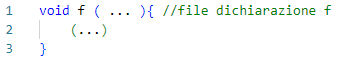 1 void f ( ... ){ //file dichiarazione f
2 (...)
3 }